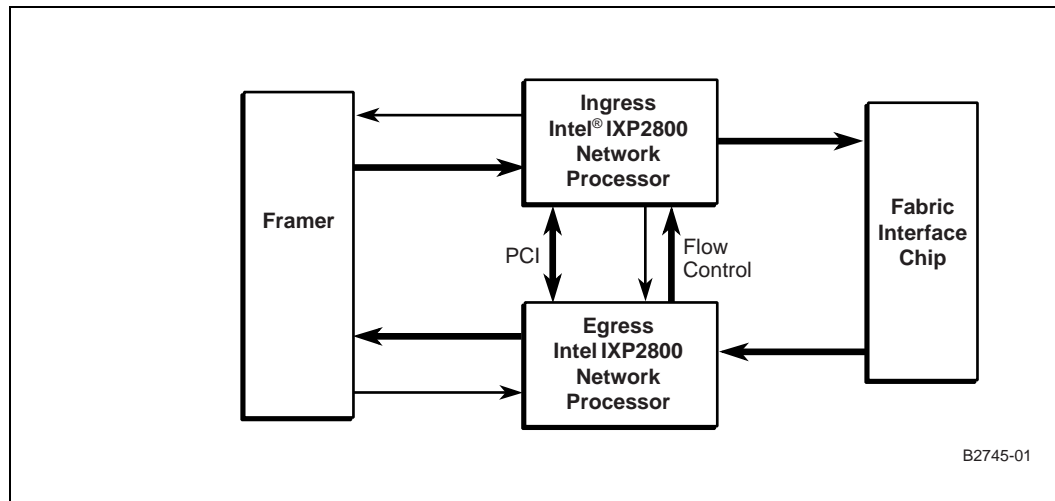 Ingress
Intel® IXP2800
Network
Processor
Framer
Fabric
Interface
Chip
PCI
Flow
Control
Egress
Intel IXP2800
Network
Processor
B2745-01